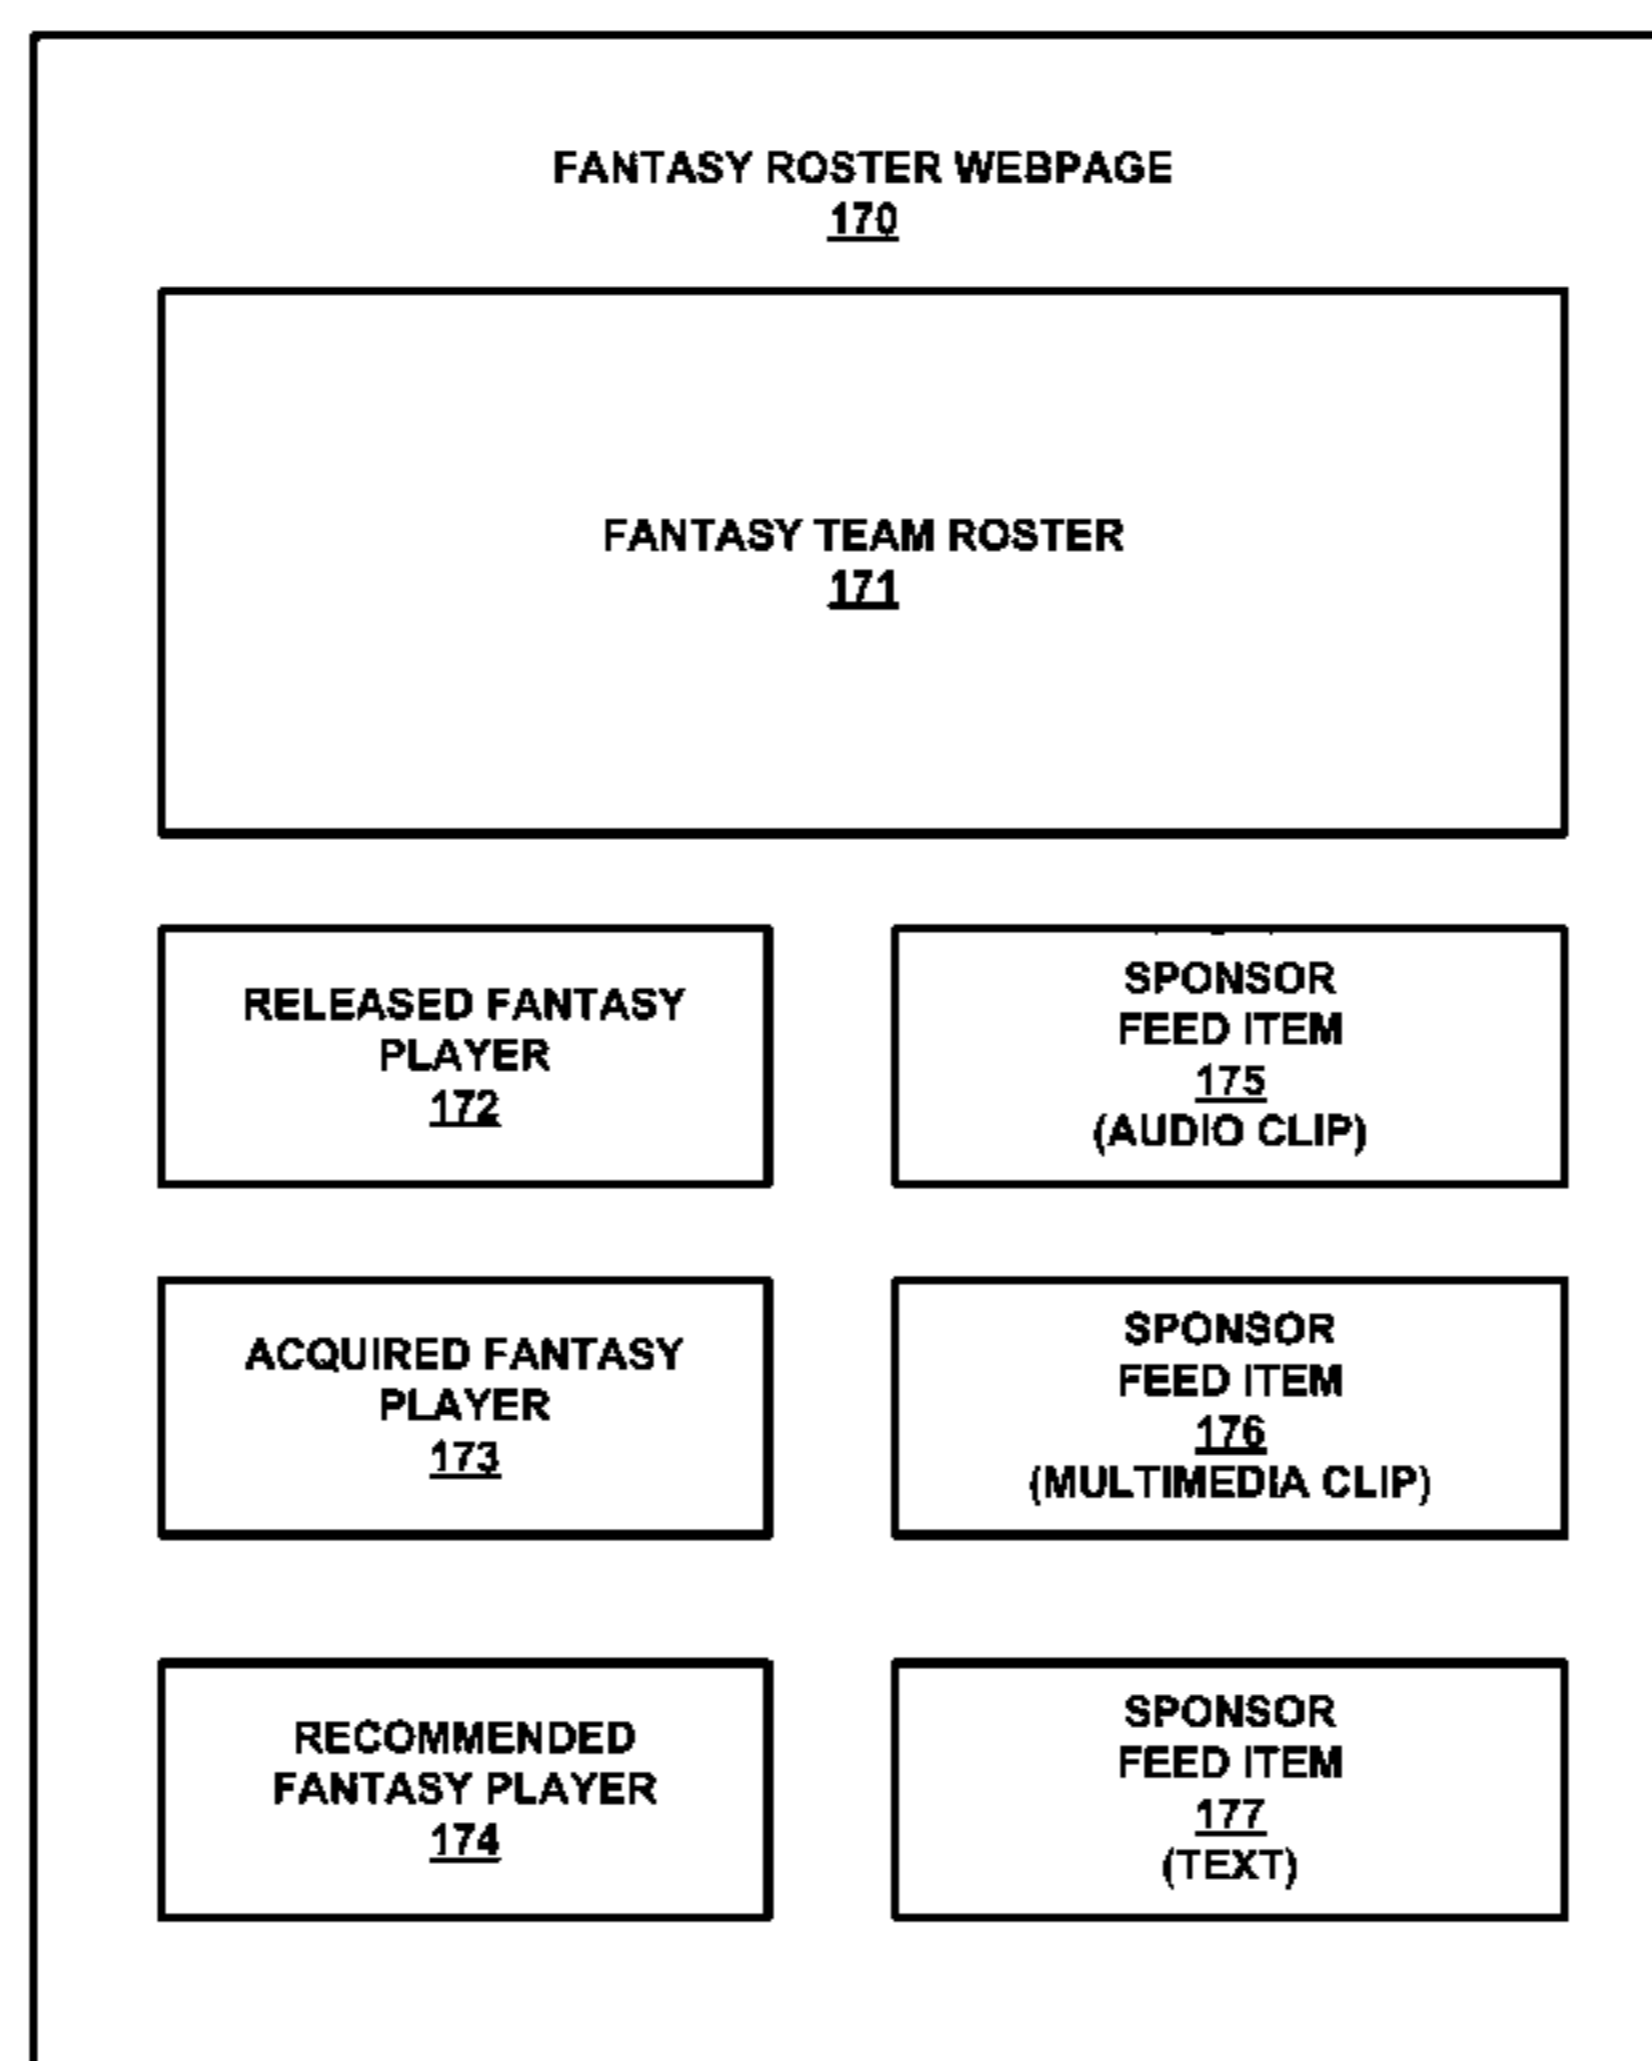 FANTASY ROSTER WEBPAGE
170
FANTASY TEAM ROSTER
171
RELEASED FANTASY
PLAYER
172
SPONSOR
FEED ITEM
175
(AUDIO CLIP)
ACQUIRED FANTASY
PLAYER
173
SPONSOR
FEED ITEM
176
(MULTIMEDIA CLIP)
RECOMMENDED
FANTASY PLAYER
174
SPONSOR
FEED ITEM
177
(TEXT)